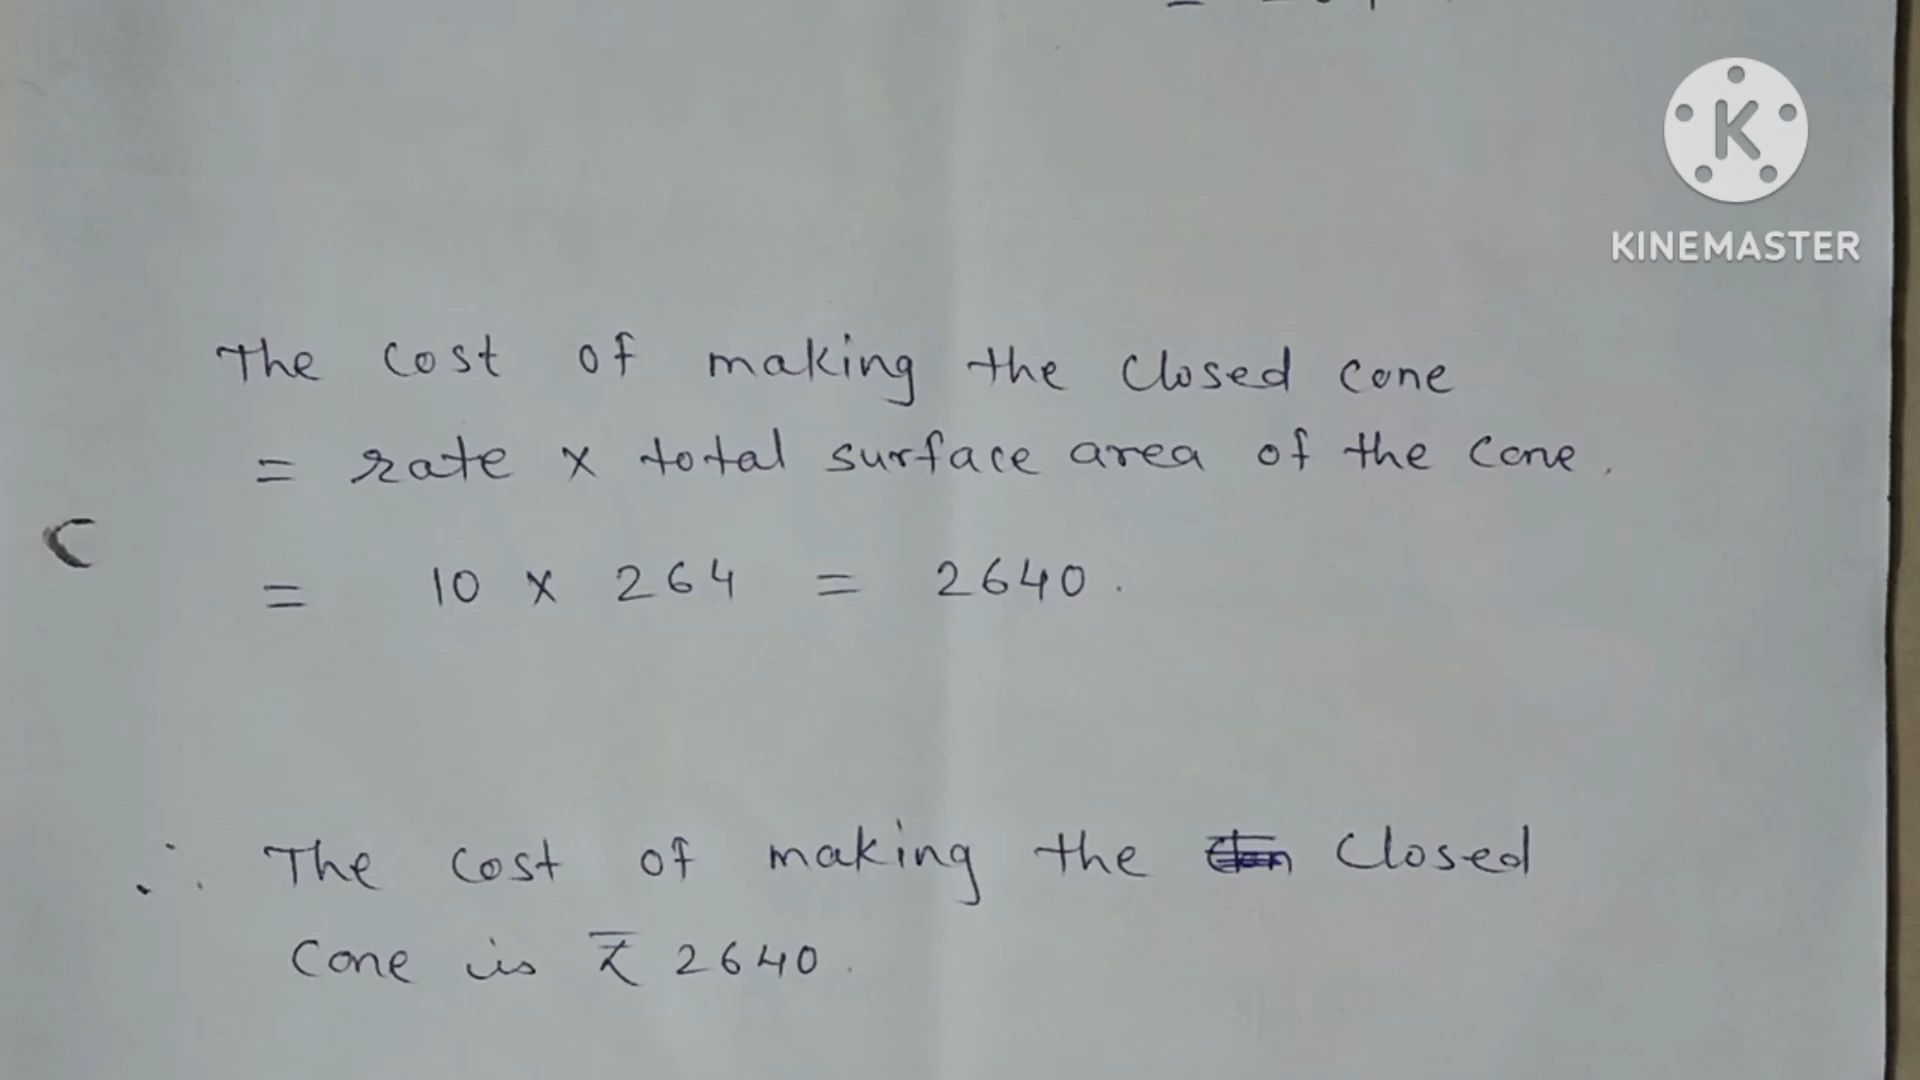 K
KINEMASTER
The cost of making the closed cone
= rate x total surface area of the cone.
= 10 x 264 = 2640.
∴ The cost of making the closed
cone is ₹ 2640.